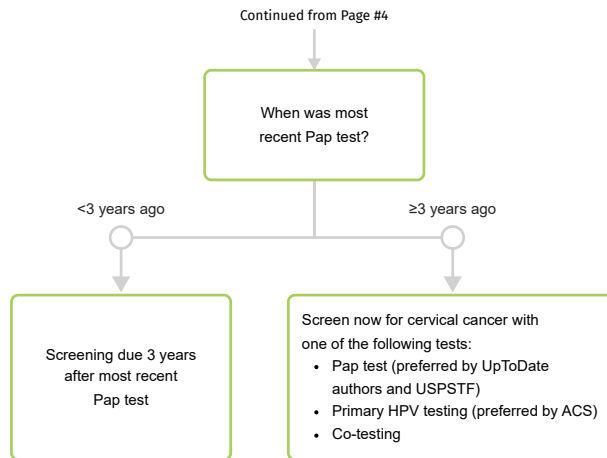 Continued from Page #4
When was most
recent Pap test?
<3 years ago
≥3 years ago
Screening due 3 years
after most recent
Pap test
Screen now for cervical cancer with
one of the following tests:
• Pap test (preferred by UpToDate
authors and USPSTF)
• Primary HPV testing (preferred by ACS)
• Co-testing